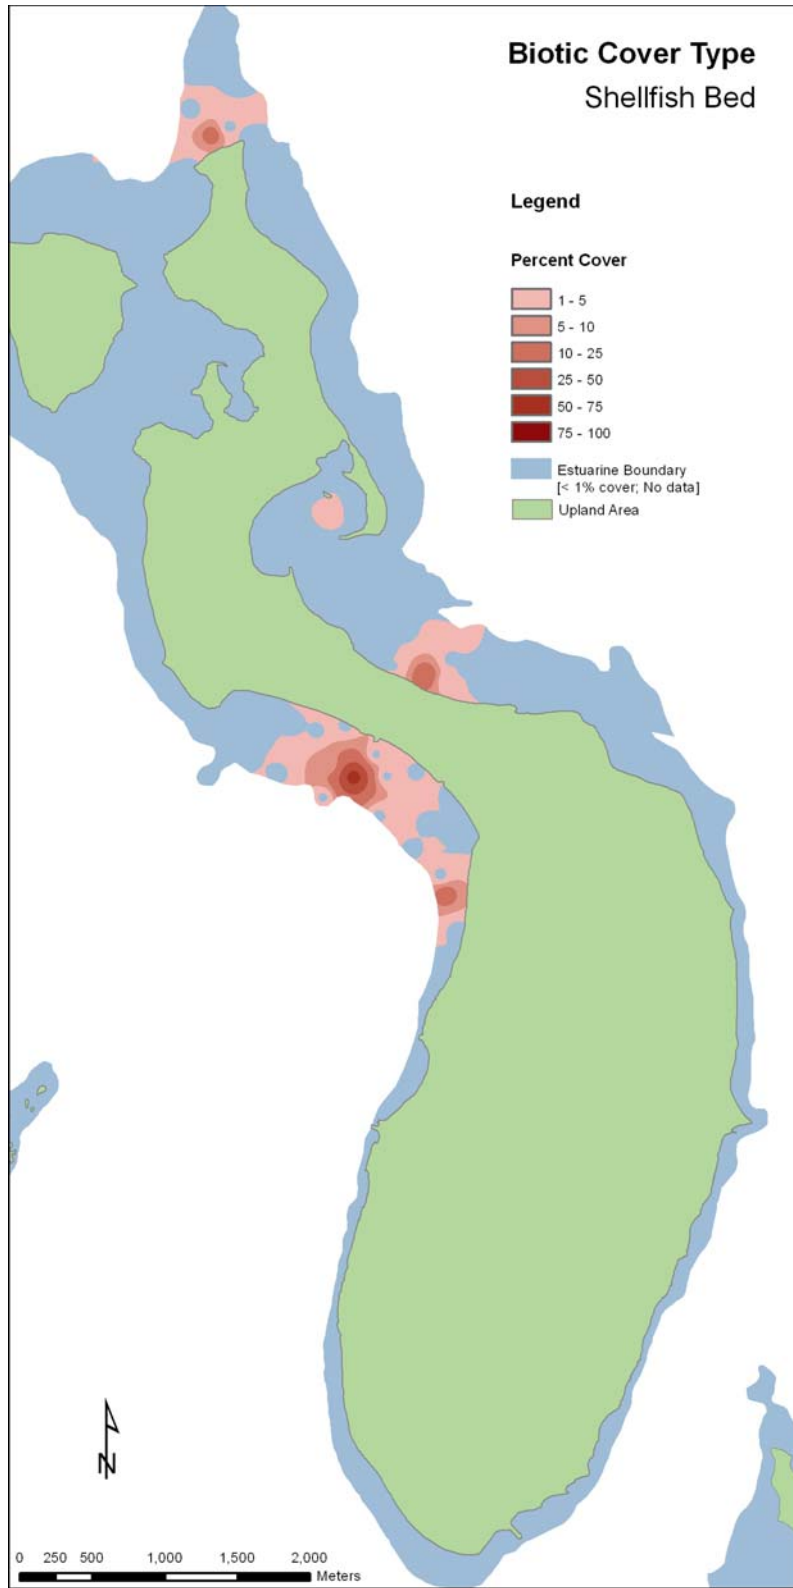 Biotic Cover Type
Shellfish Bed
Legend
Percent Cover
1 - 5
5 - 10
10 - 25
25 - 50
50 - 75
75 - 100
Estuarine Boundary
[< 1% cover; No data]
Upland Area
N
0 250 500 1,000 1,500 2,000
Meters